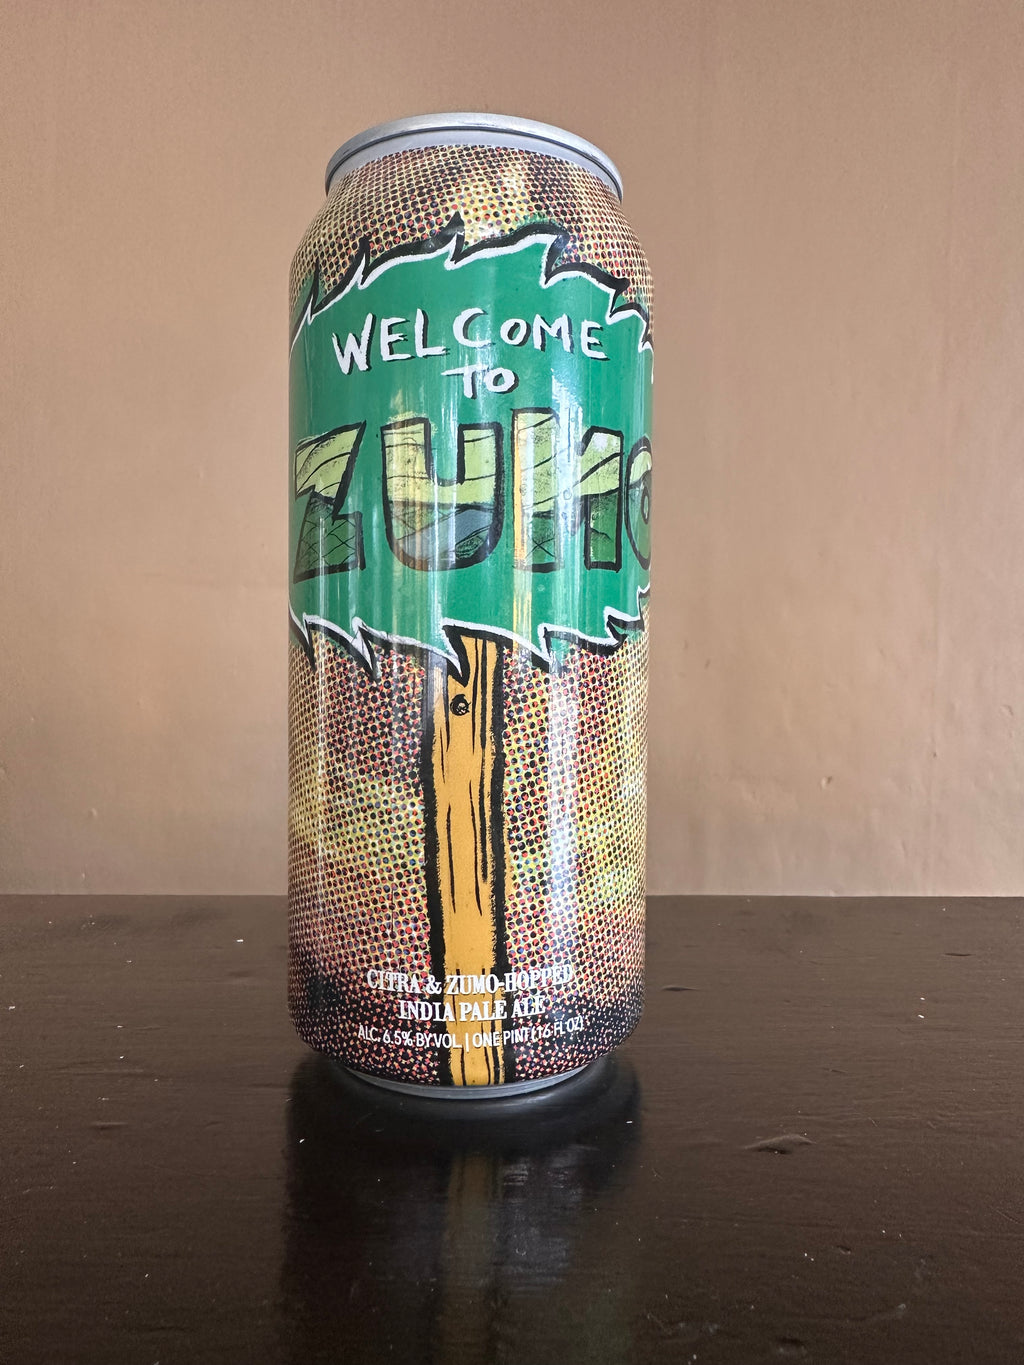 WELCOME
TO
ZUMO
CITRA & ZUMO-HOPPED
INDIA PALE ALE
ALC. 6.5% BY VOL. | ONE PINT (16 FL OZ)